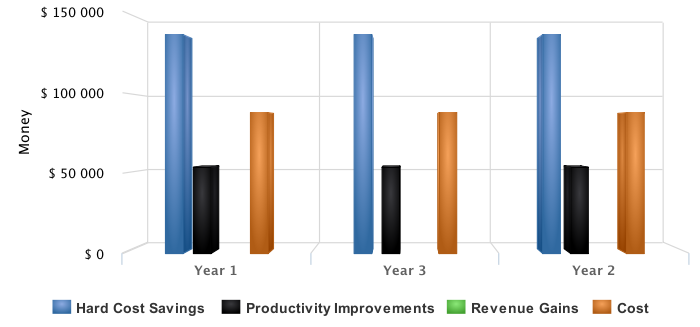 $ 150 000
$ 100 000
$ 50 000
$ 0
Money
Year 1
Year 3
Year 2
Hard Cost Savings
Productivity Improvements
Revenue Gains
Cost